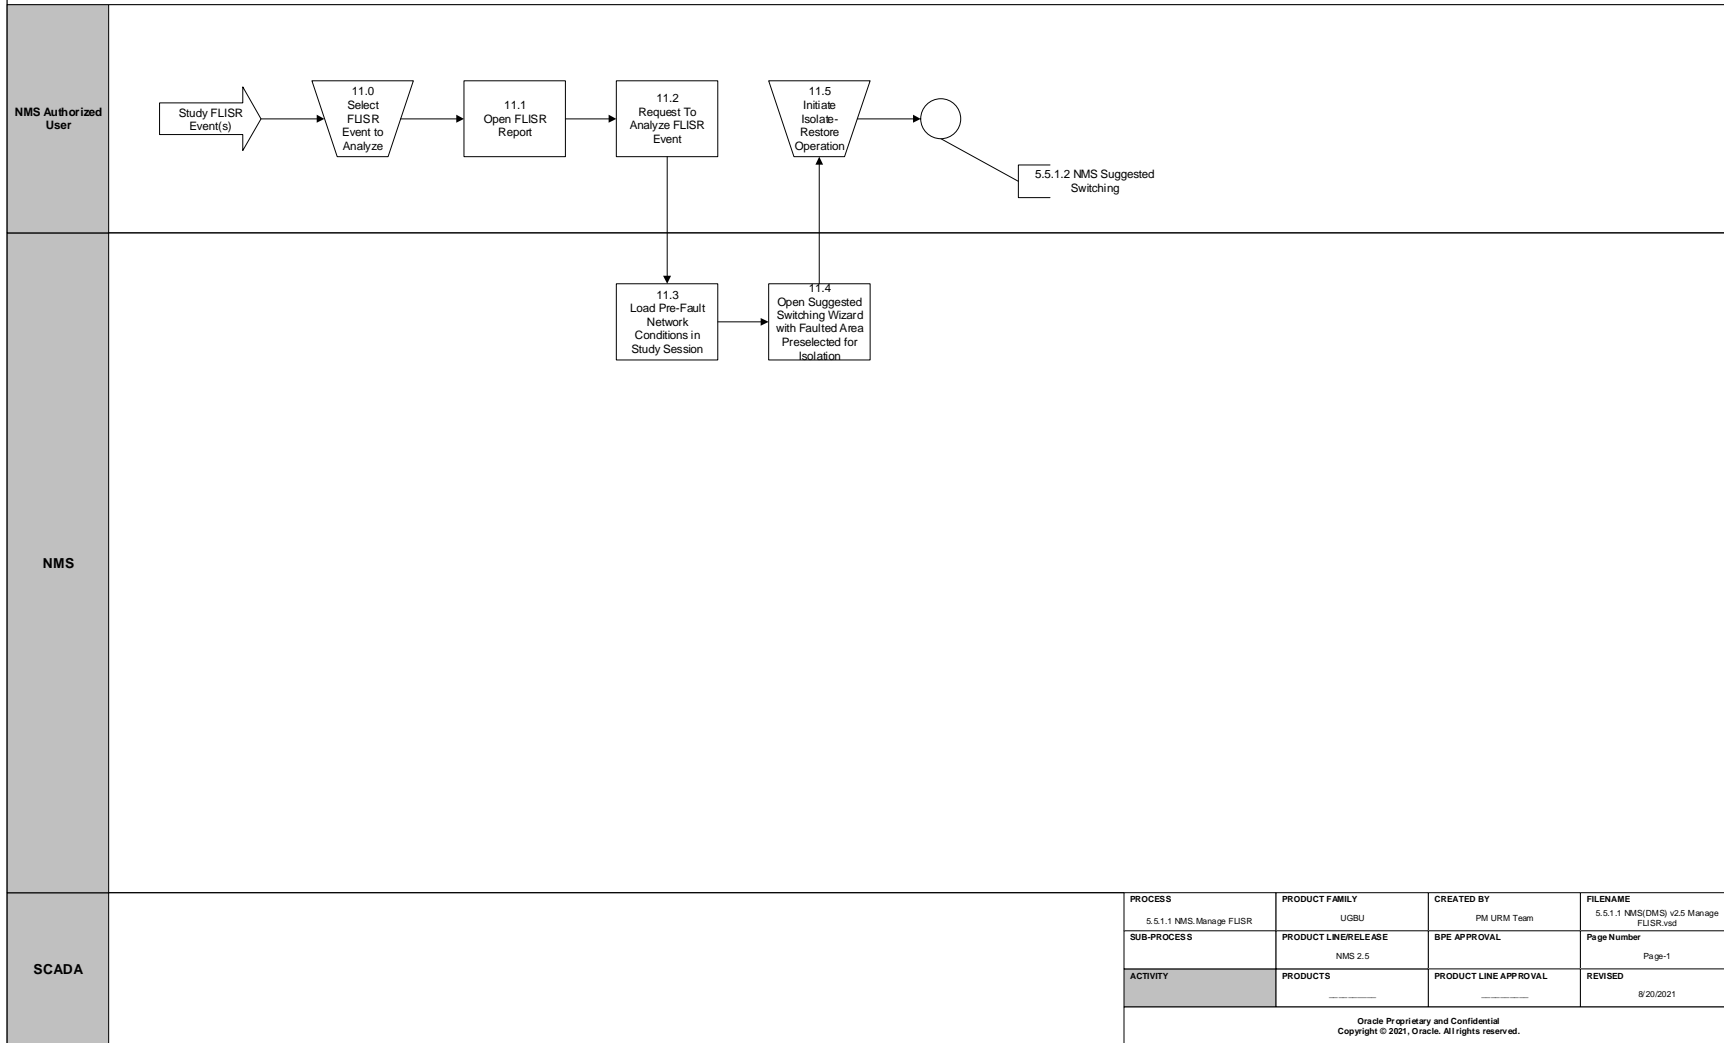 NMS Authorized
User
Study FLISR
Event(s)
11.0
Select
FLISR
Event to
Analyze
11.1
Open FLISR
Report
11.2
Request To
Analyze FLISR
Event
11.5
Initiate
Isolate-
Restore
Operation
5.5.1.2 NMS Suggested
Switching
NMS
11.3
Load Pre-Fault
Network
Conditions in
Study Session
11.4
Open Suggested
Switching Wizard
with Faulted Area
Preselected for
Isolation
SCADA
PROCESS
5.5.1.1 NMS.Manage FLISR
PRODUCT FAMILY
UGBU
CREATED BY
PM URM Team
FILENAME
5.5.1.1 NMS(DMS) v2.5 Manage
FLISR.vsd
SUB-PROCESS
PRODUCT LINE/RELEASE
NMS 2.5
BPE APPROVAL
Page Number
Page-1
ACTIVITY
PRODUCTS
PRODUCT LINE APPROVAL
REVISED
8/20/2021
Oracle Proprietary and Confidential
Copyright © 2021, Oracle. All rights reserved.